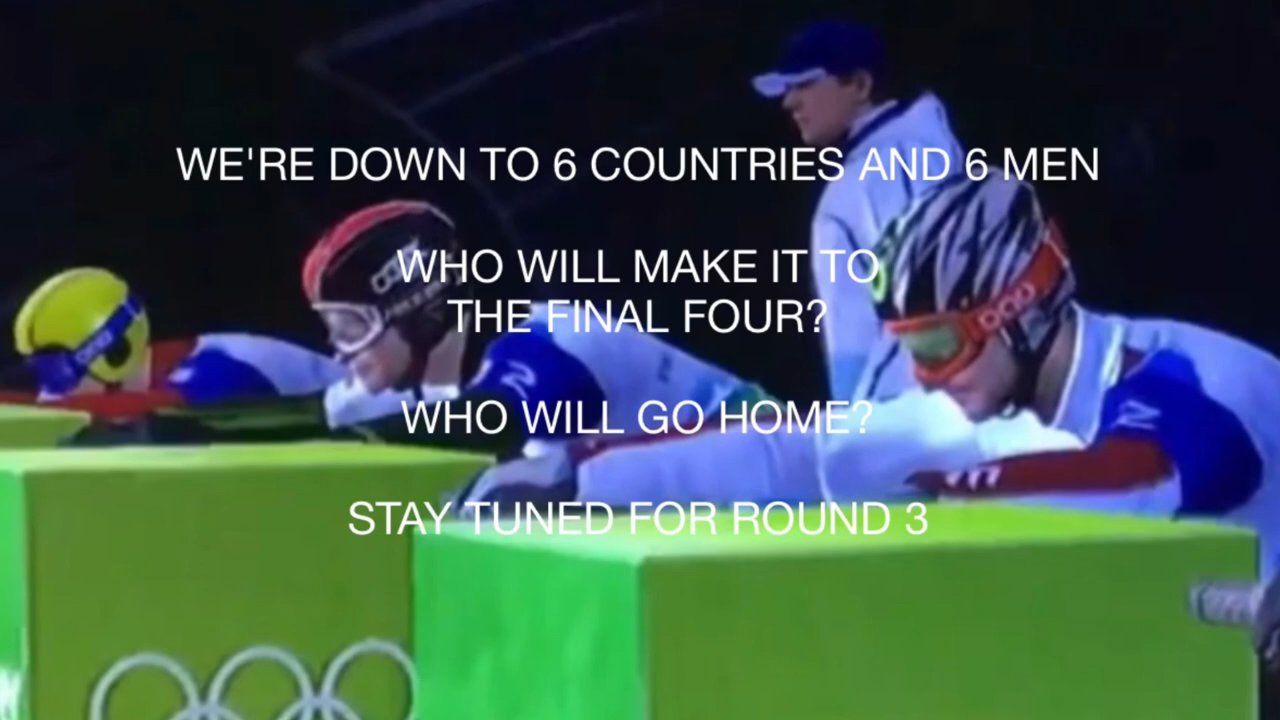 WE'RE DOWN TO 6 COUNTRIES AND 6 MEN
WHO WILL MAKE IT TO
THE FINAL FOUR?
WHO WILL GO HOME?
STAY TUNED FOR ROUND 3